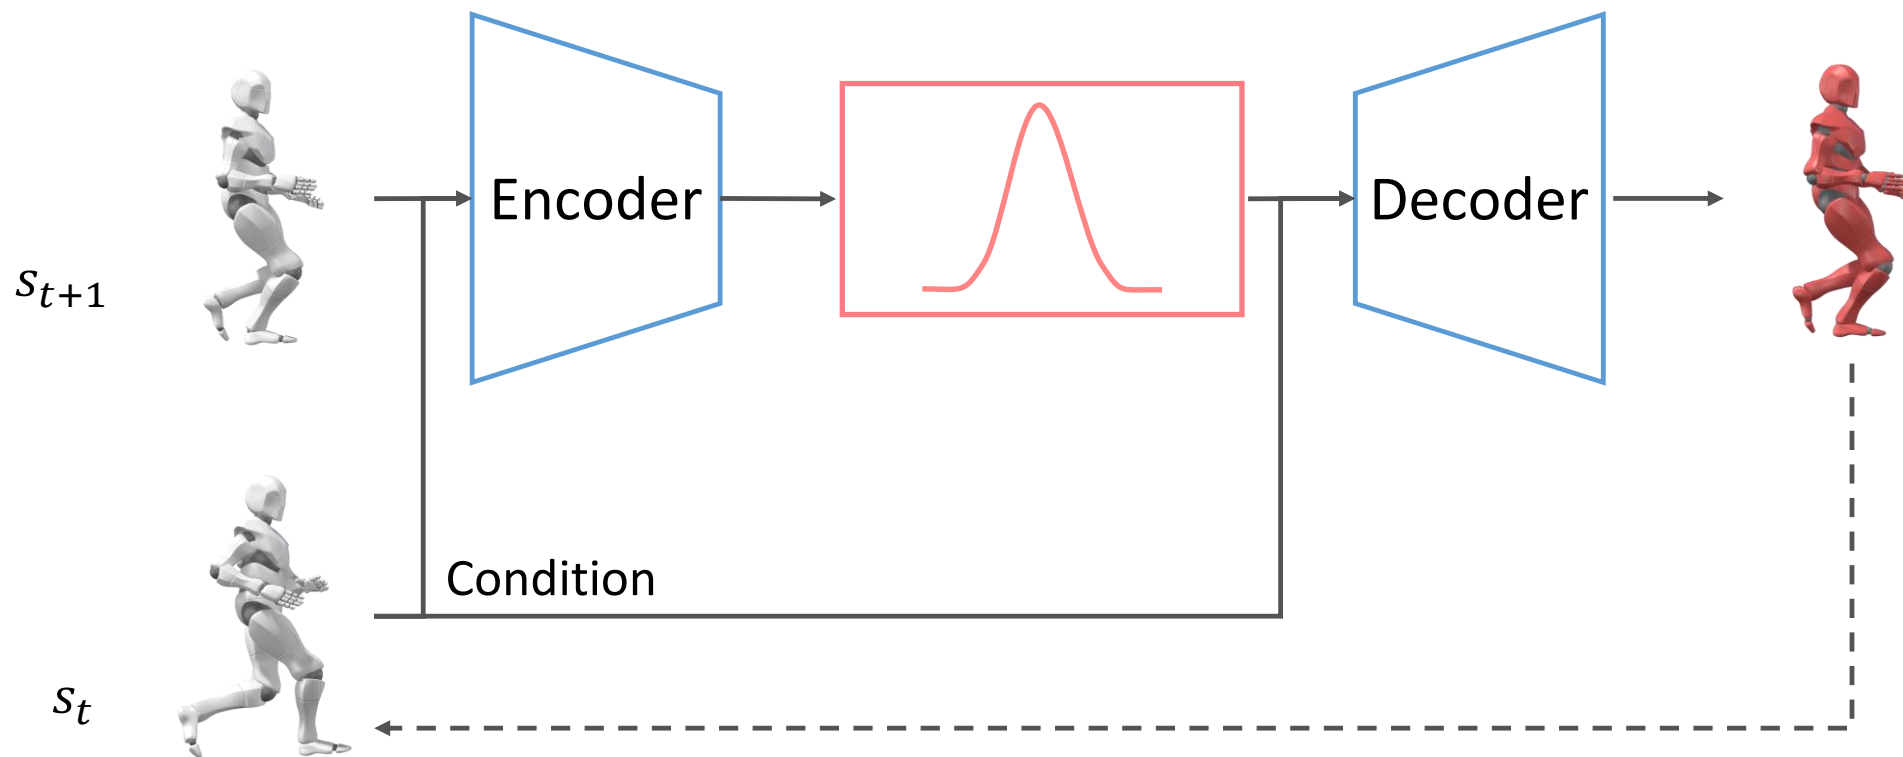 Encoder
Decoder
s_{t+1}
Condition
s_t